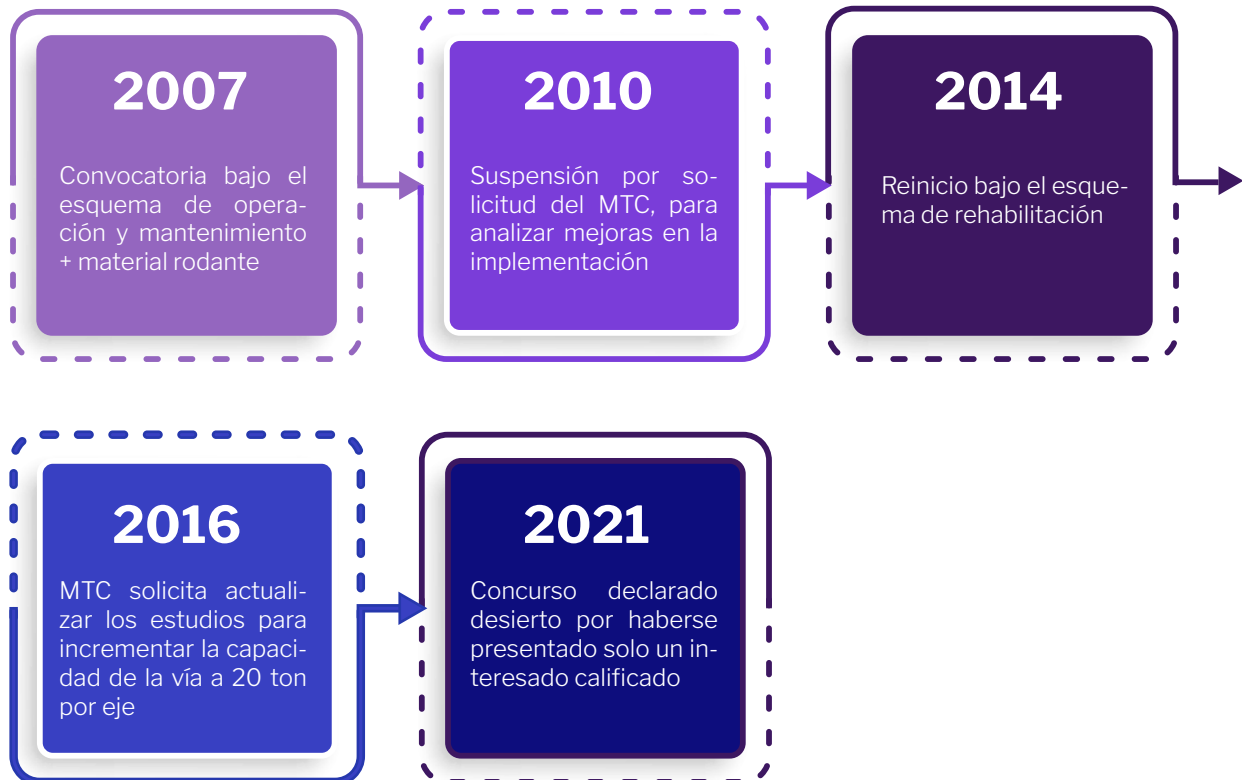 2007
Convocatoria bajo el
esquema de opera-
ción y mantenimiento
+ material rodante
2010
Suspensión por so-
licitud del MTC, para
analizar mejoras en la
implementación
2014
Reinicio bajo el esque-
ma de rehabilitación
2016
MTC solicita actuali-
zar los estudios para
incrementar la capaci-
dad de la vía a 20 ton
por eje
2021
Concurso declarado
desierto por haberse
presentado solo un in-
teresado calificado